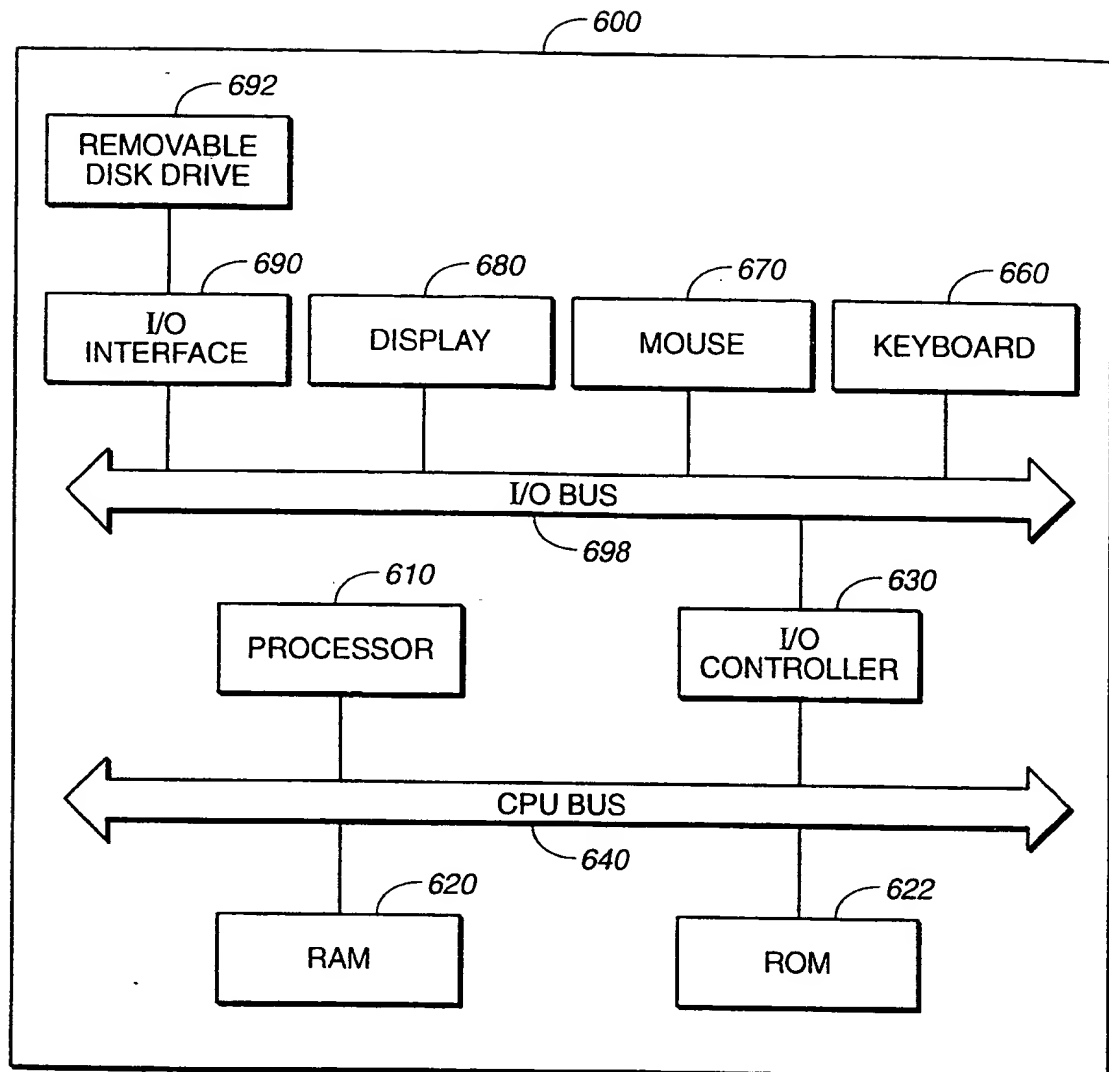 600
692
REMOVABLE
DISK DRIVE
690
680
670
660
I/O
INTERFACE
DISPLAY
MOUSE
KEYBOARD
I/O BUS
698
610
630
PROCESSOR
I/O
CONTROLLER
CPU BUS
640
620
622
RAM
ROM